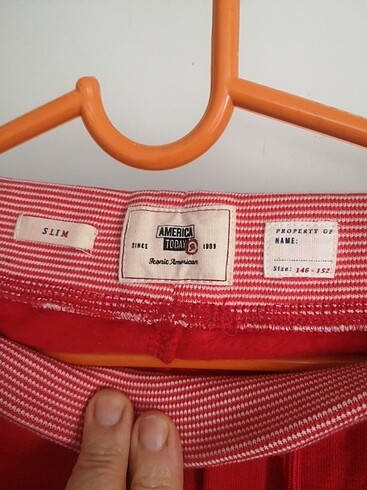 SLIM
AMERICA
TODAY
SINCE 1989
Iconic American
PROPERTY OF
NAME:
Size: 146 - 152